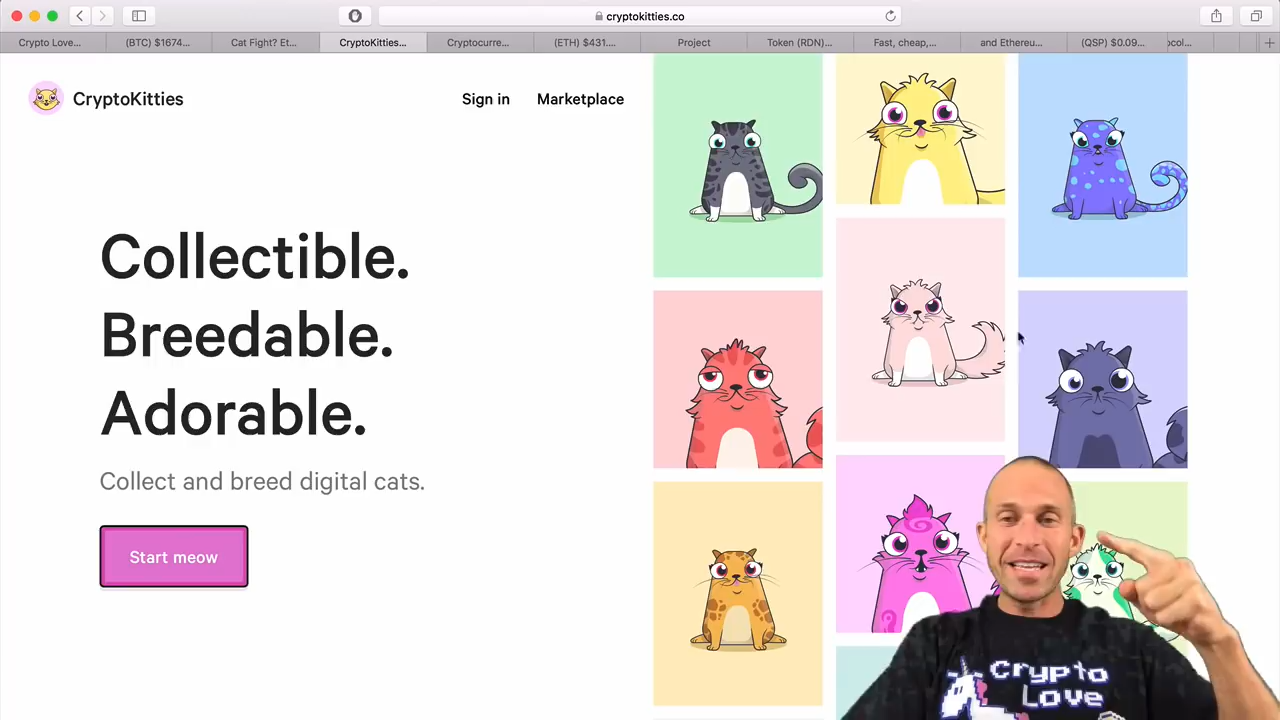 cryptokitties.co
Crypto Love...
(BTC) $1674...
Cat Fight? Et...
CryptoKitties...
Cryptocurre...
(ETH) $431....
Project
Token (RDN)...
Fast, cheap,...
and Ethereu...
(QSP) $0.09...
ocol...
CryptoKitties
Sign in
Marketplace
Collectible.
Breedable.
Adorable.
Collect and breed digital cats.
Start meow
Crypto
Love